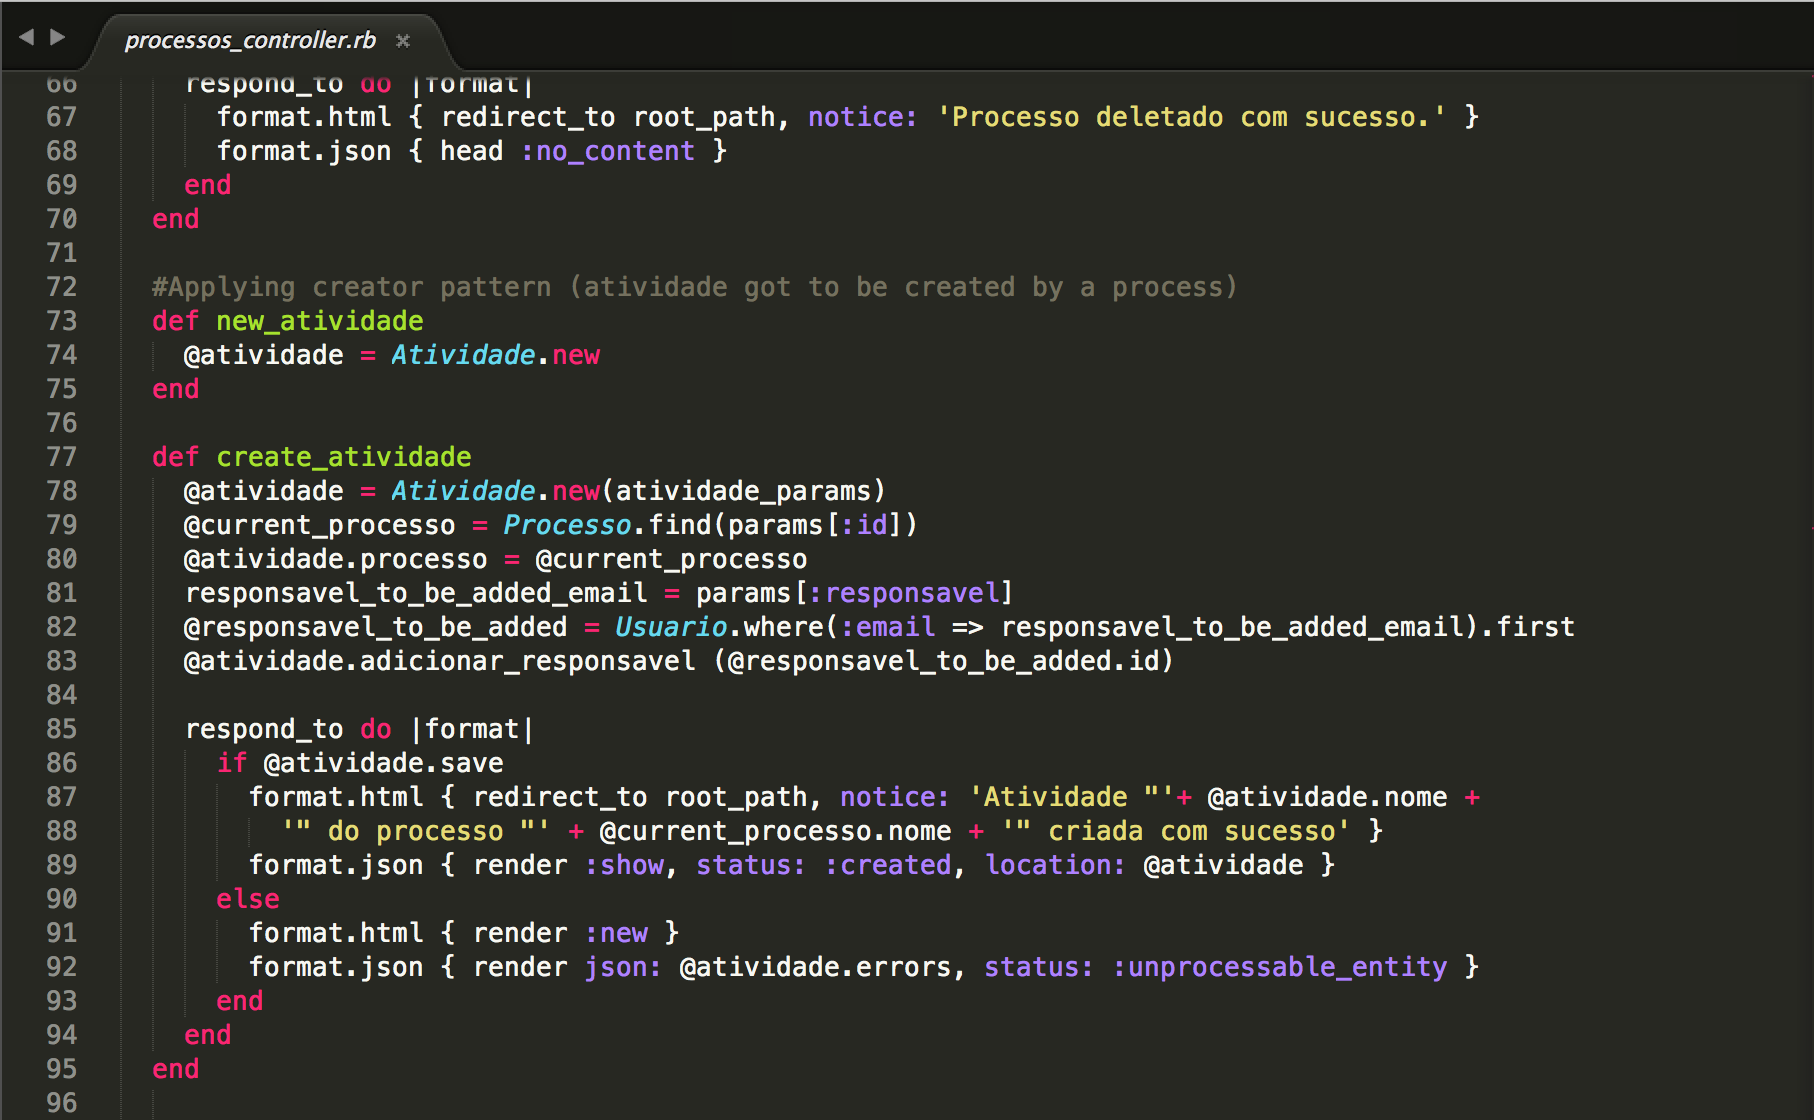 processos_controller.rb ×
66 respond_to do |format|
67 format.html { redirect_to root_path, notice: 'Processo deletado com sucesso.' }
68 format.json { head :no_content }
69 end
70 end
71
72 #Applying creator pattern (atividade got to be created by a process)
73 def new_atividade
74 @atividade = Atividade.new
75 end
76
77 def create_atividade
78 @atividade = Atividade.new(atividade_params)
79 @current_processo = Processo.find(params[:id])
80 @atividade.processo = @current_processo
81 responsavel_to_be_added_email = params[:responsavel]
82 @responsavel_to_be_added = Usuario.where(:email => responsavel_to_be_added_email).first
83 @atividade.adicionar_responsavel (@responsavel_to_be_added.id)
84
85 respond_to do |format|
86 if @atividade.save
87 format.html { redirect_to root_path, notice: 'Atividade "'+ @atividade.nome +
88 '" do processo "' + @current_processo.nome + '" criada com sucesso' }
89 format.json { render :show, status: :created, location: @atividade }
90 else
91 format.html { render :new }
92 format.json { render json: @atividade.errors, status: :unprocessable_entity }
93 end
94 end
95 end
96